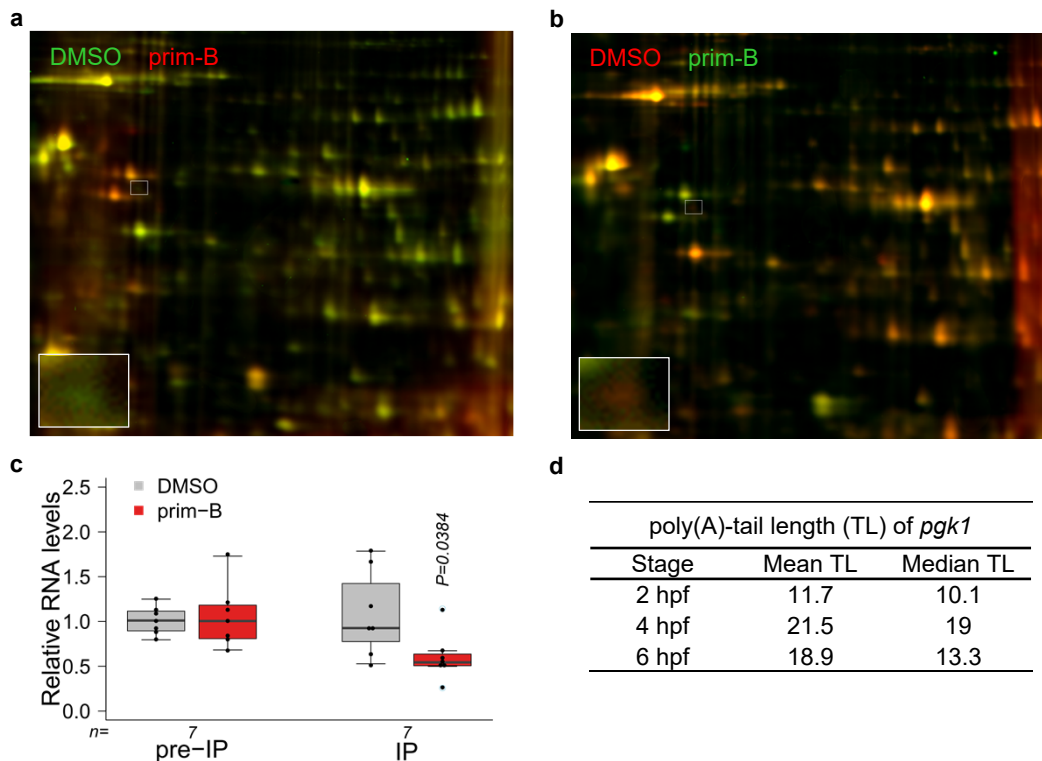 a
DMSO prim-B
b
DMSO prim-B
c
Relative RNA levels
2.5
2.0
1.5
1.0
0.5
0.0
DMSO
prim−B
P=0.0384
n= 7 7
pre−IP IP
d
poly(A)-tail length (TL) of pgk1
Stage Mean TL Median TL
2 hpf 11.7 10.1
4 hpf 21.5 19
6 hpf 18.9 13.3